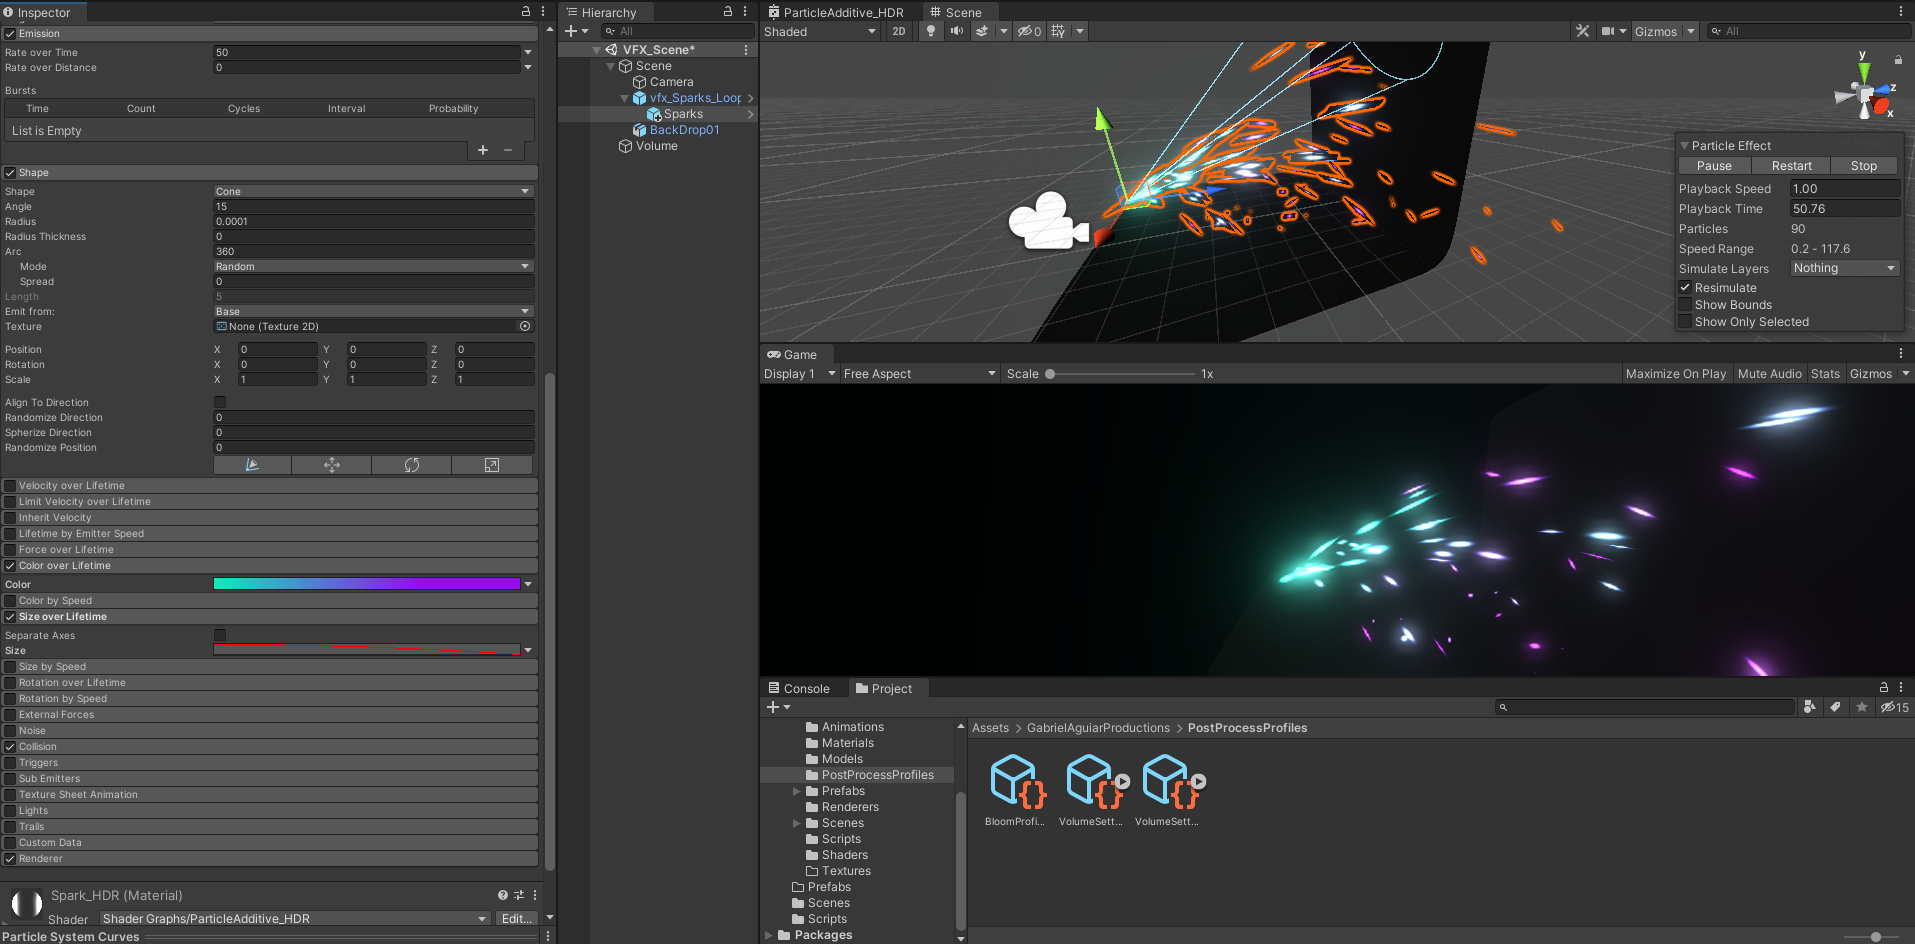 Inspector
Emission
Rate over Time 50
Rate over Distance 0
Bursts
Time Count Cycles Interval Probability
List is Empty
+ −
Shape
Shape Cone
Angle 15
Radius 0.0001
Radius Thickness 0
Arc 360
Mode Random
Spread 0
Length 5
Emit from: Base
Texture None (Texture 2D)
Position X 0 Y 0 Z 0
Rotation X 0 Y 0 Z 0
Scale X 1 Y 1 Z 1
Align To Direction
Randomize Direction 0
Spherize Direction 0
Randomize Position 0
Velocity over Lifetime
Limit Velocity over Lifetime
Inherit Velocity
Lifetime by Emitter Speed
Force over Lifetime
Color over Lifetime
Color
Color by Speed
Size over Lifetime
Separate Axes
Size
Size by Speed
Rotation over Lifetime
Rotation by Speed
External Forces
Noise
Collision
Triggers
Sub Emitters
Texture Sheet Animation
Lights
Trails
Custom Data
Renderer
Spark_HDR (Material)
Shader Shader Graphs/ParticleAdditive_HDR Edit...
Particle System Curves
Hierarchy
All
VFX_Scene*
Scene
Camera
vfx_Sparks_Loop
Sparks
BackDrop01
Volume
ParticleAdditive_HDR Scene
Shaded 2D 0 Gizmos All
y
z
x
Particle Effect
Pause Restart Stop
Playback Speed 1.00
Playback Time 50.76
Particles 90
Speed Range 0.2 - 117.6
Simulate Layers Nothing
Resimulate
Show Bounds
Show Only Selected
Game
Display 1 Free Aspect Scale 1x Maximize On Play Mute Audio Stats Gizmos
Console Project
15
Animations
Materials
Models
PostProcessProfiles
Prefabs
Renderers
Scenes
Scripts
Shaders
Textures
Prefabs
Scenes
Scripts
Packages
Assets > GabrielAguiarProductions > PostProcessProfiles
BloomProfi... VolumeSett... VolumeSett...